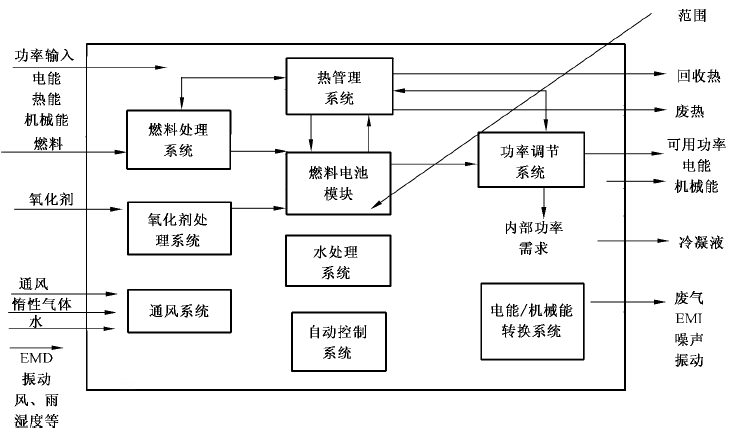 范围
功率输入
电能
热能
机械能
燃料
氧化剂
通风
惰性气体
水
EMD
振动
风、雨
湿度等
热管理
系统
燃料处理
系统
燃料电池
模块
功率调节
系统
氧化剂处
理系统
内部功率
需求
水处理
系统
通风系统
自动控制
系统
电能/机械能
转换系统
回收热
废热
可用功率
电能
机械能
冷凝液
废气
EMI
噪声
振动